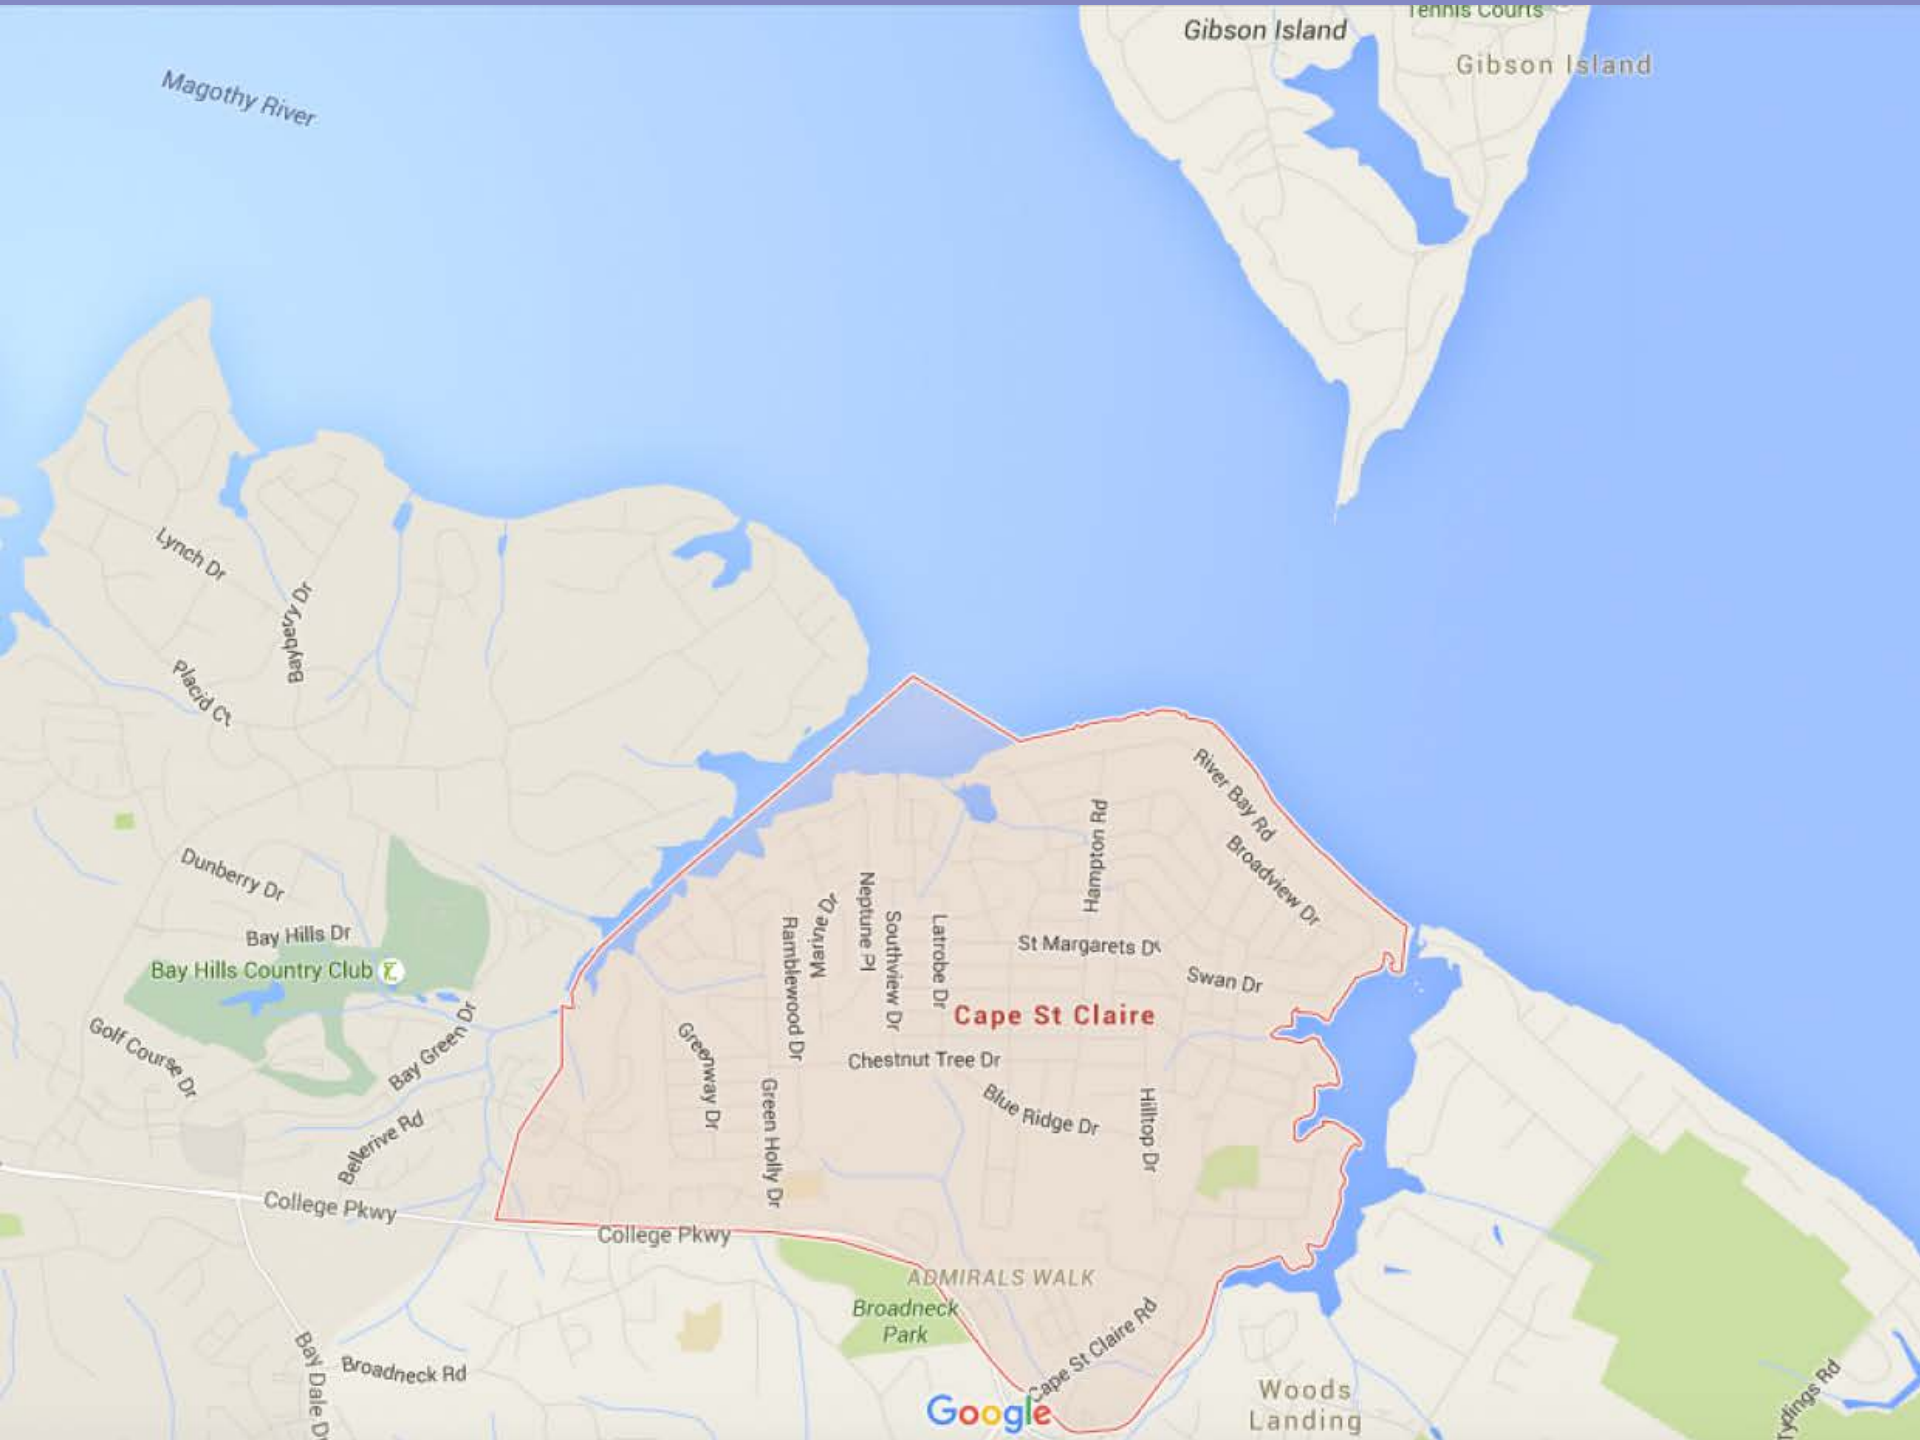 Tennis Courts
Gibson Island
Gibson Island
Magothy River
Lynch Dr
Bayberry Dr
Placid Ct
River Bay Rd
Hampton Rd
Broadview Dr
Dunberry Dr
Neptune Pl
Marine Dr
Southview Dr
Latrobe Dr
Ramblewood Dr
Bay Hills Dr
St Margarets Dr
Bay Hills Country Club
Swan Dr
Cape St Claire
Golf Course Dr
Bay Green Dr
Greenway Dr
Chestnut Tree Dr
Green Holly Dr
Blue Ridge Dr
Hilltop Dr
Bellerive Rd
College Pkwy
College Pkwy
ADMIRALS WALK
Broadneck
Park
Cape St Claire Rd
Bay Dale D
Broadneck Rd
Woods
Landing
Tydings Rd
Google